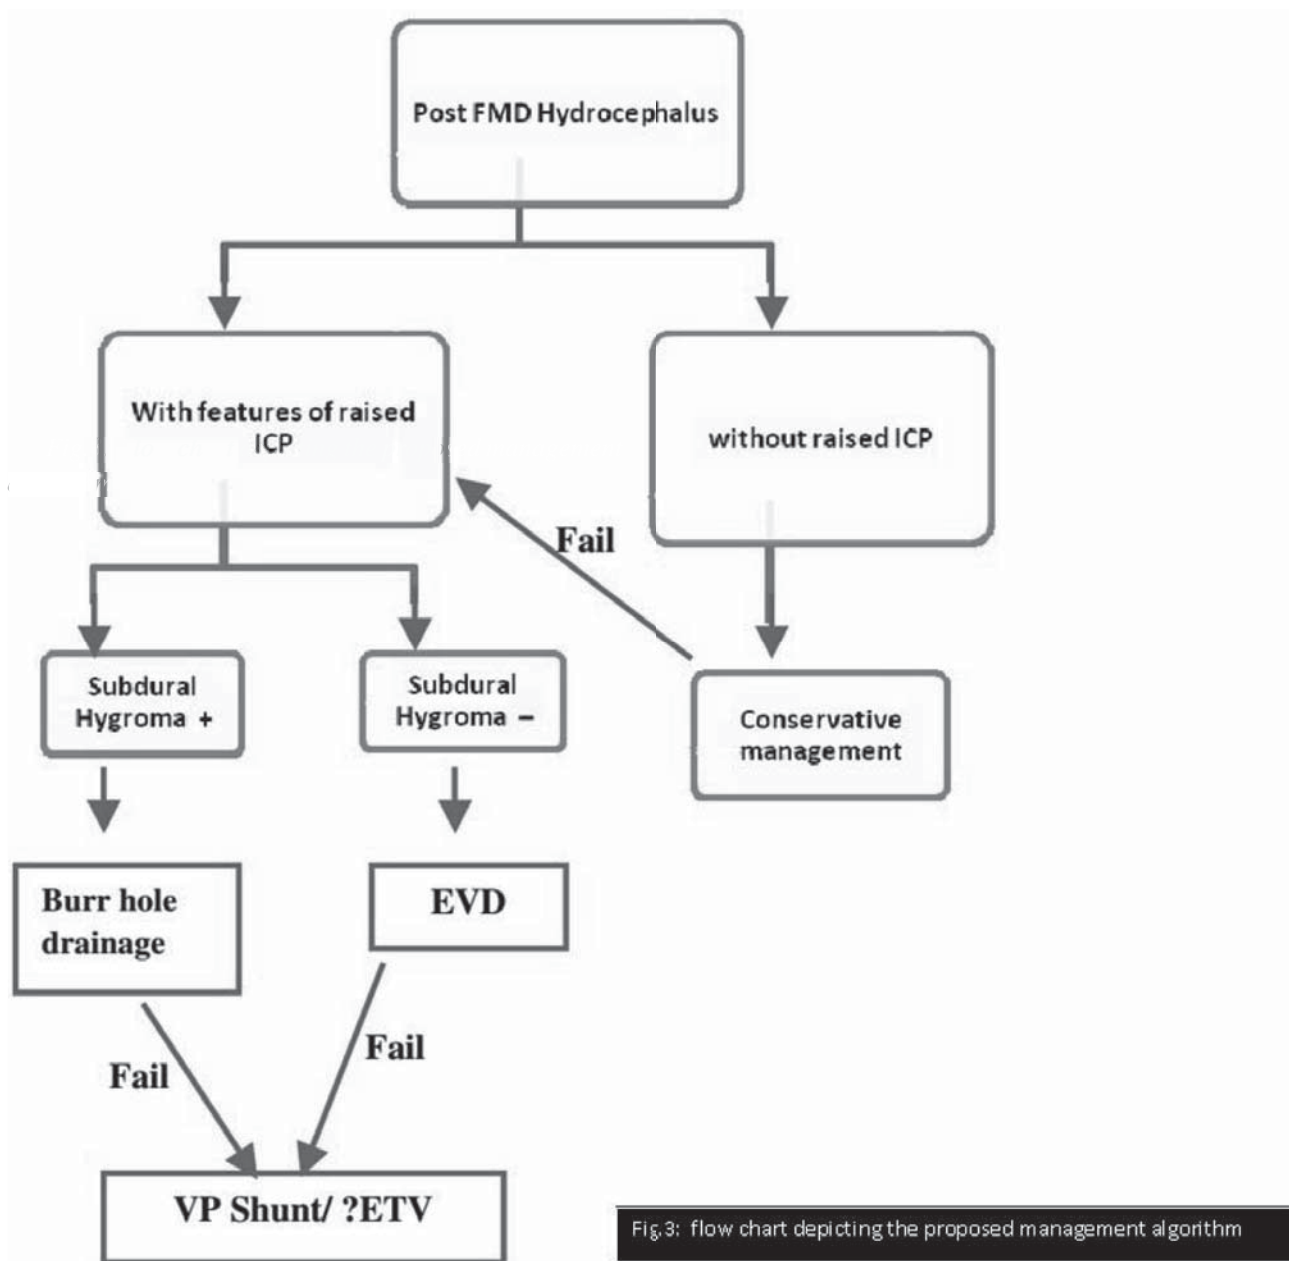 Post FMD Hydrocephalus
With features of raised
ICP
without raised ICP
Fail
Subdural
Hygroma +
Subdural
Hygroma –
Conservative
management
Burr hole
drainage
EVD
Fail
Fail
VP Shunt/ ?ETV
Fig.3: flow chart depicting the proposed management algorithm